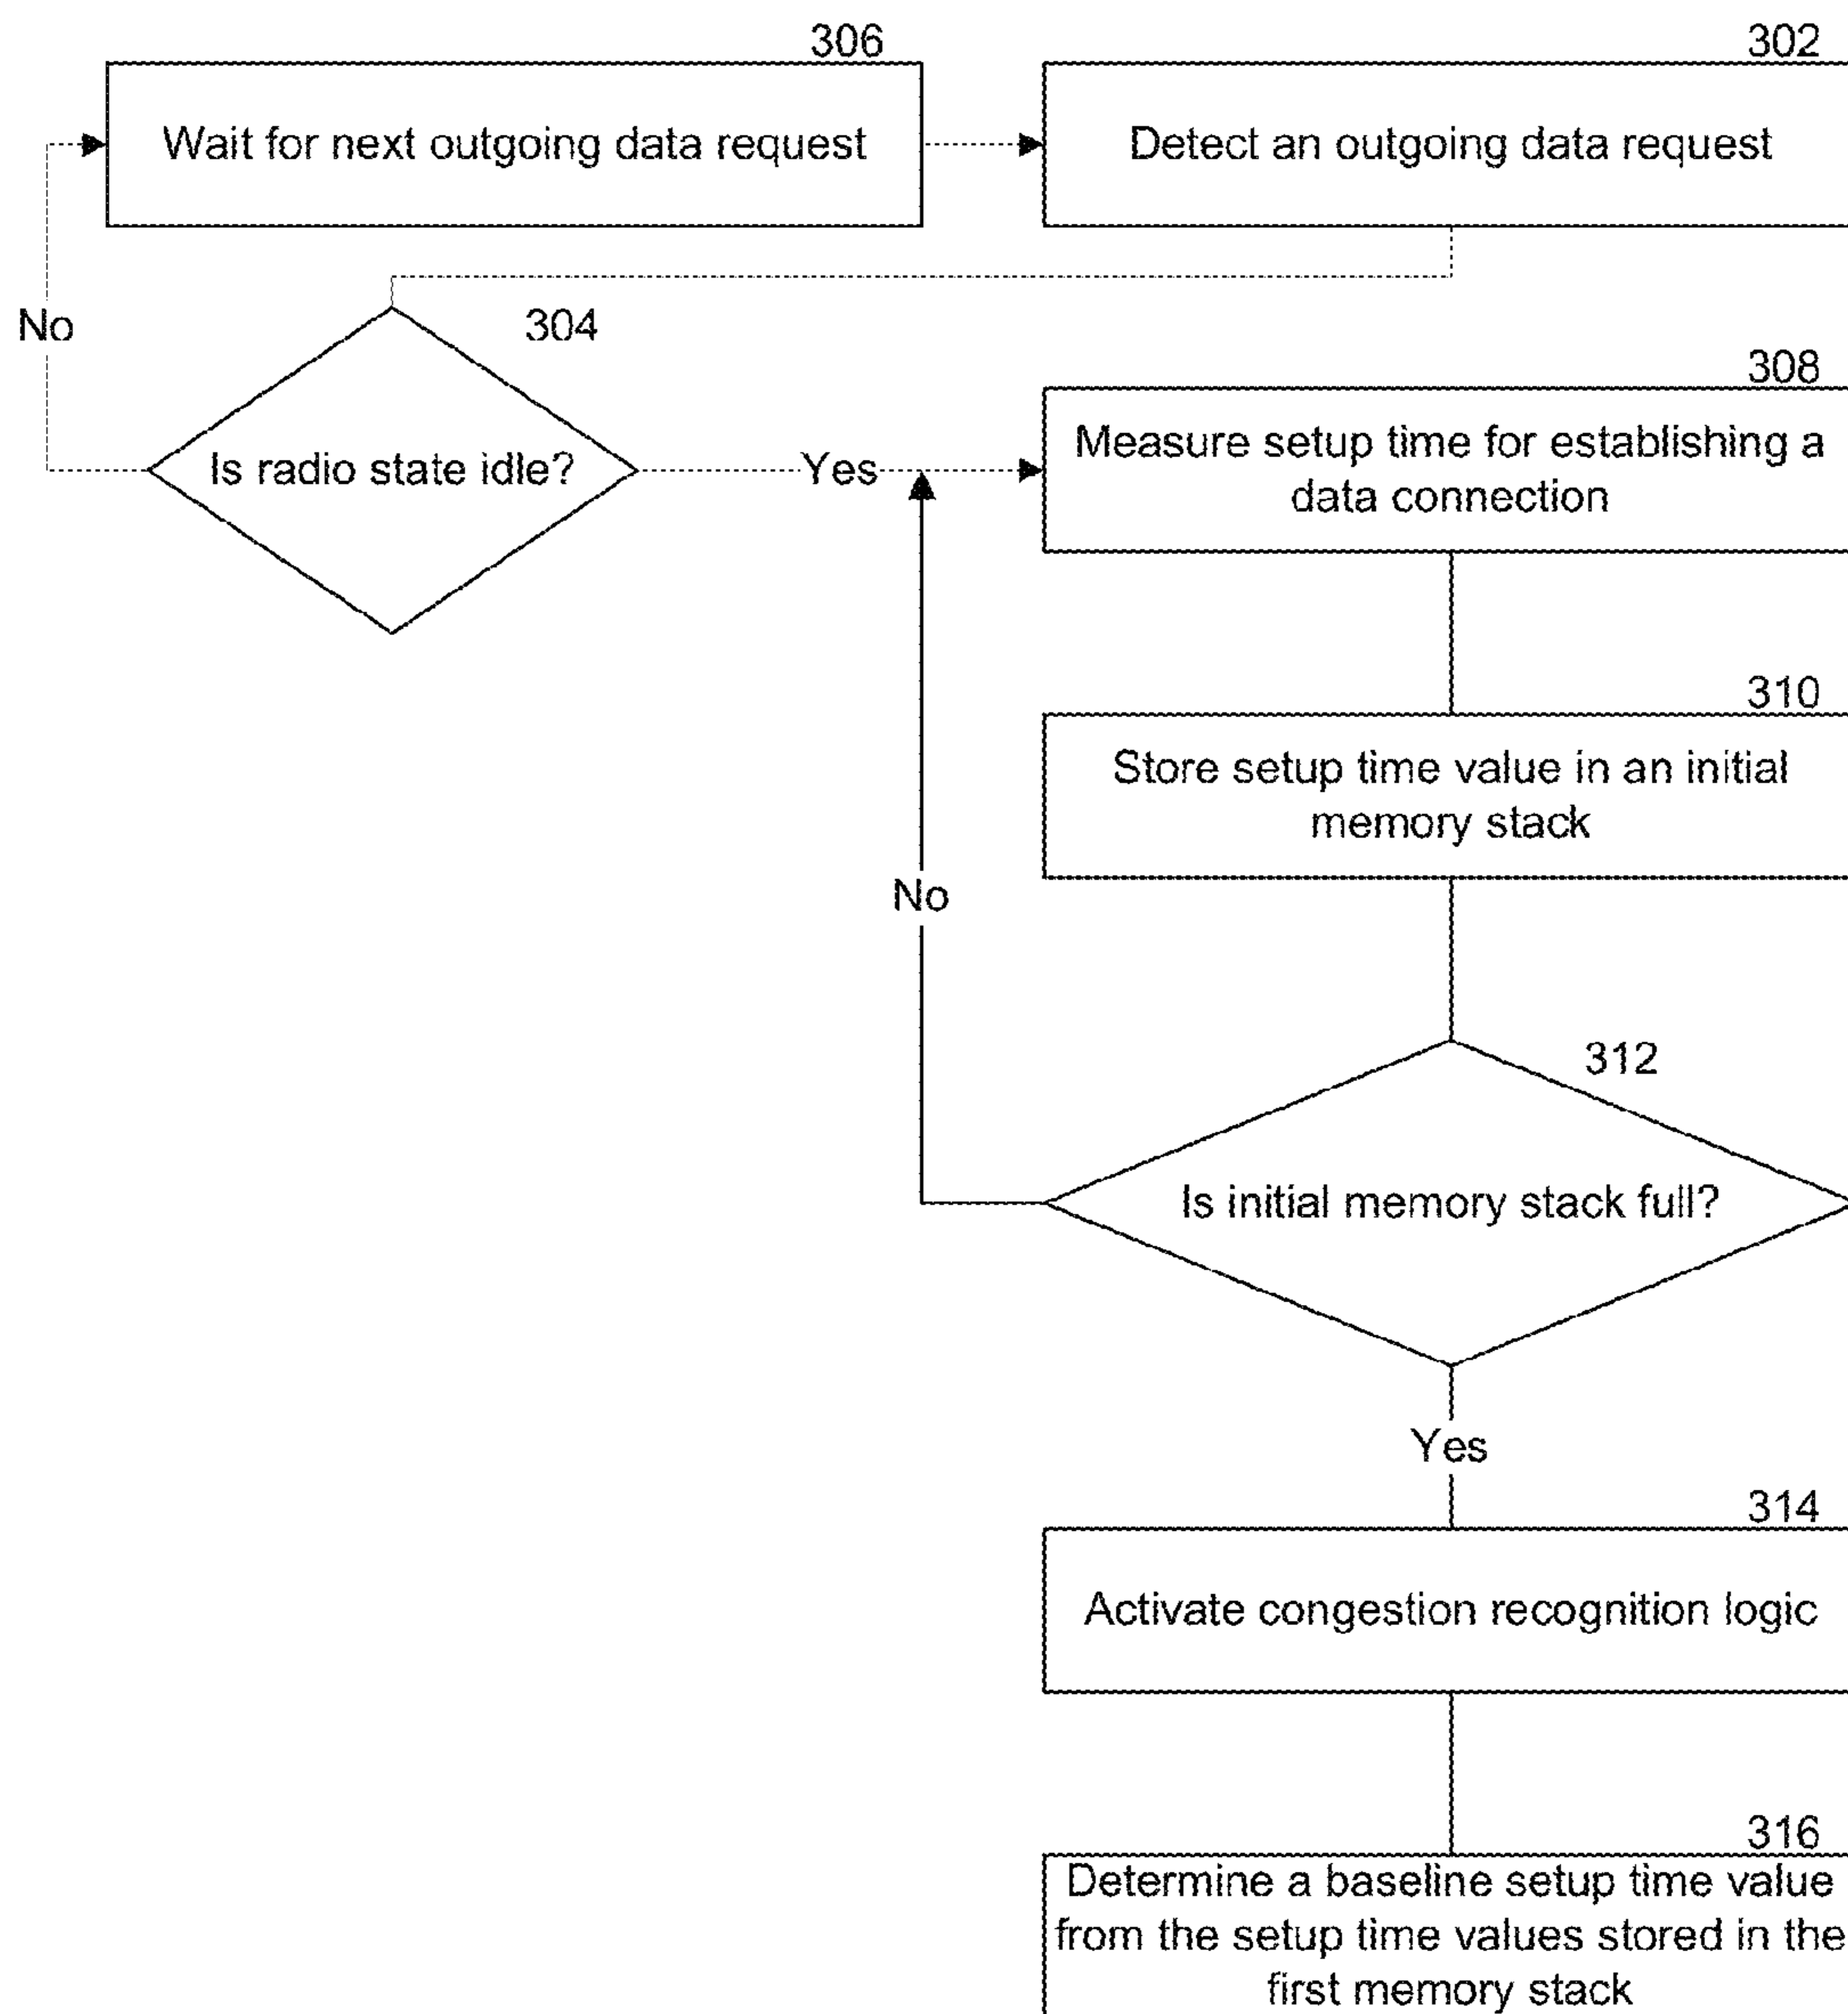 306
Wait for next outgoing data request
302
Detect an outgoing data request
No
304
Is radio state idle?
Yes
308
Measure setup time for establishing a
data connection
310
Store setup time value in an initial
memory stack
No
312
Is initial memory stack full?
Yes
314
Activate congestion recognition logic
316
Determine a baseline setup time value
from the setup time values stored in the
first memory stack